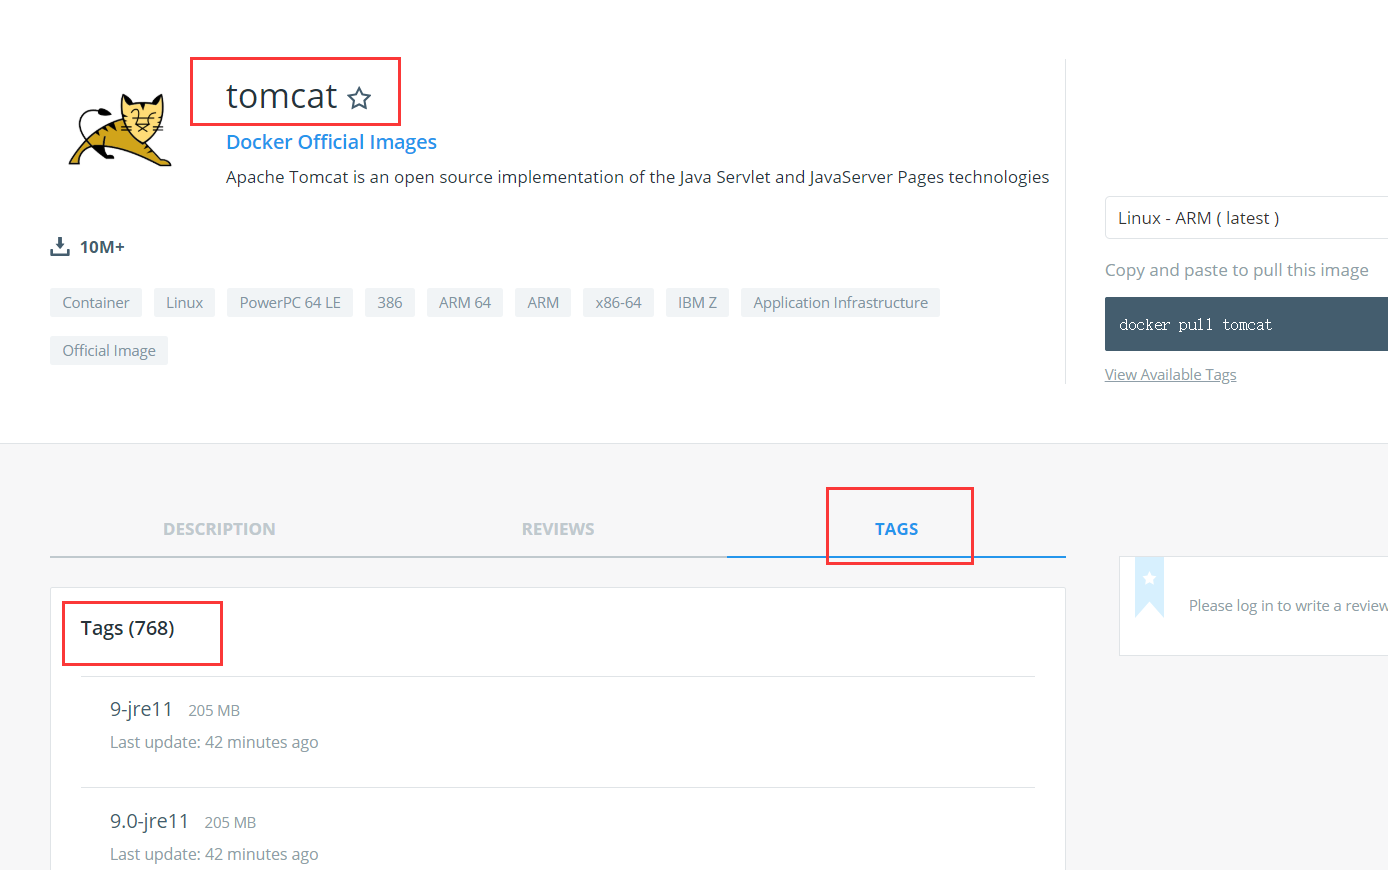 tomcat
Docker Official Images
Apache Tomcat is an open source implementation of the Java Servlet and JavaServer Pages technologies
10M+
Container Linux PowerPC 64 LE 386 ARM 64 ARM x86-64 IBM Z Application Infrastructure
Official Image
Linux - ARM ( latest )
Copy and paste to pull this image
docker pull tomcat
View Available Tags
DESCRIPTION REVIEWS TAGS
Tags (768)
9-jre11 205 MB
Last update: 42 minutes ago
9.0-jre11 205 MB
Last update: 42 minutes ago
Please log in to write a review